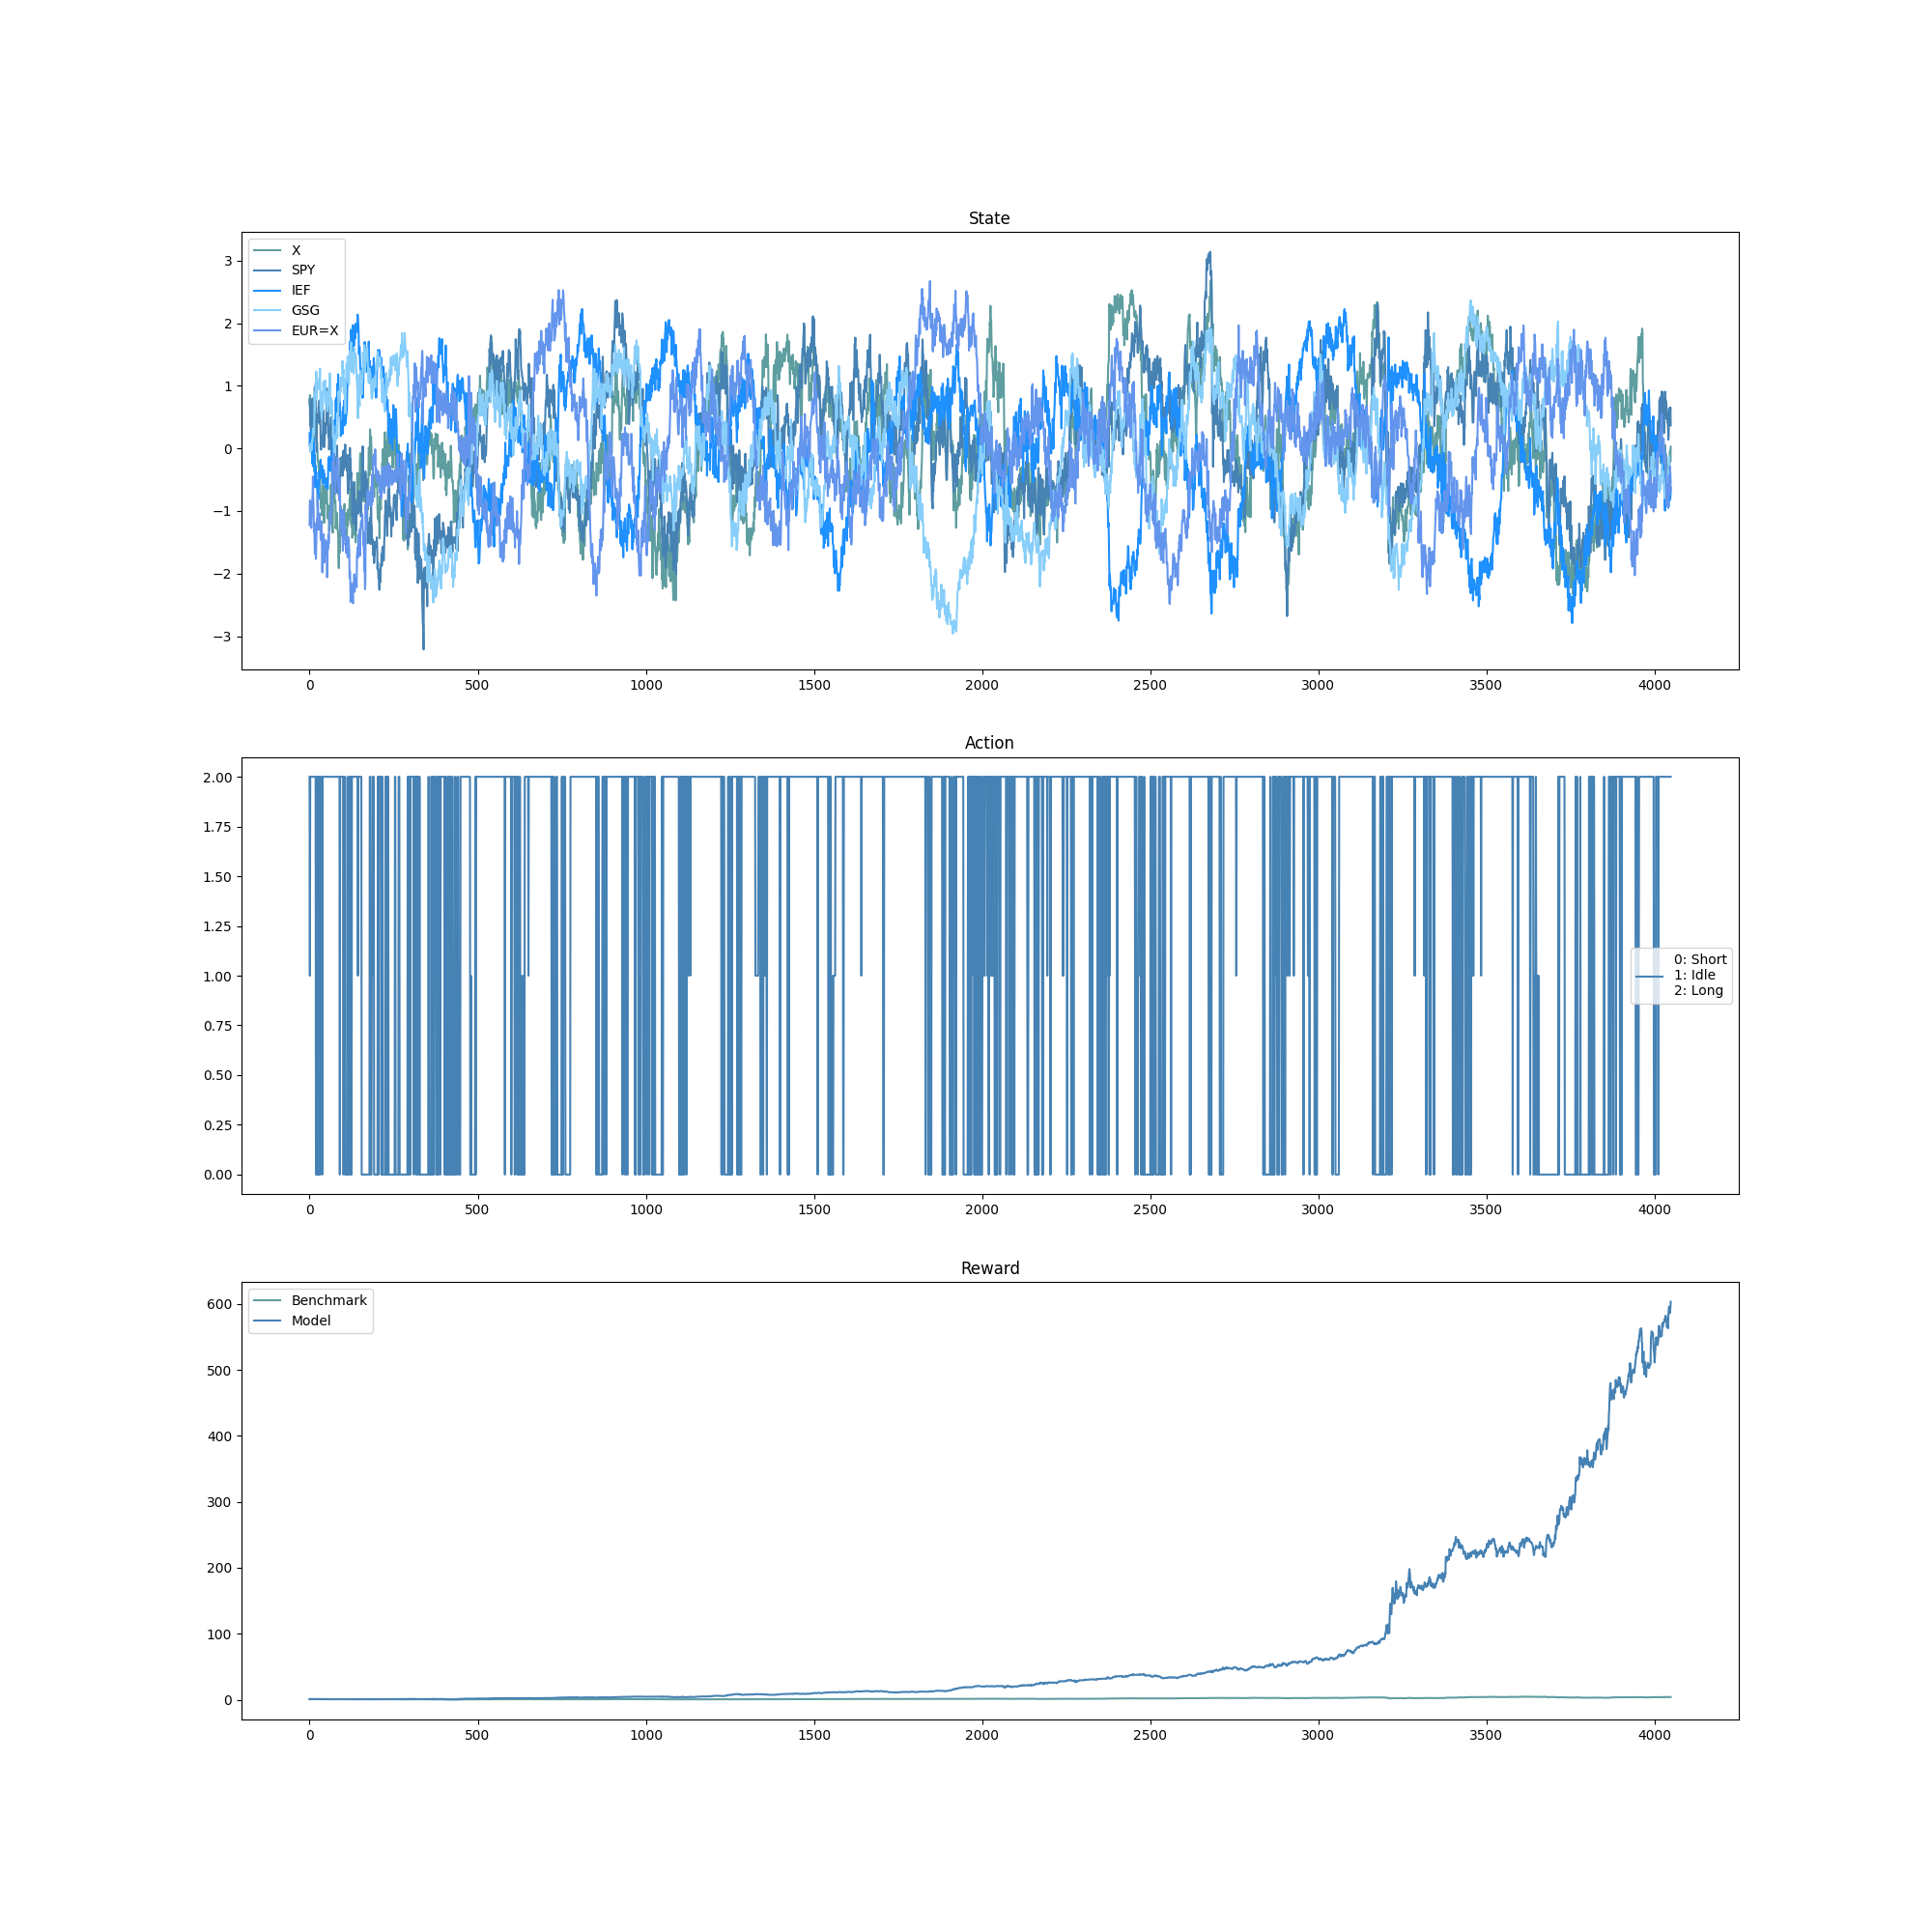 State
X
SPY
IEF
GSG
EUR=X
3
2
1
0
−1
−2
−3
0 500 1000 1500 2000 2500 3000 3500 4000
Action
2.00
1.75
1.50
1.25
1.00
0.75
0.50
0.25
0.00
0: Short
1: Idle
2: Long
0 500 1000 1500 2000 2500 3000 3500 4000
Reward
Benchmark
Model
600
500
400
300
200
100
0
0 500 1000 1500 2000 2500 3000 3500 4000